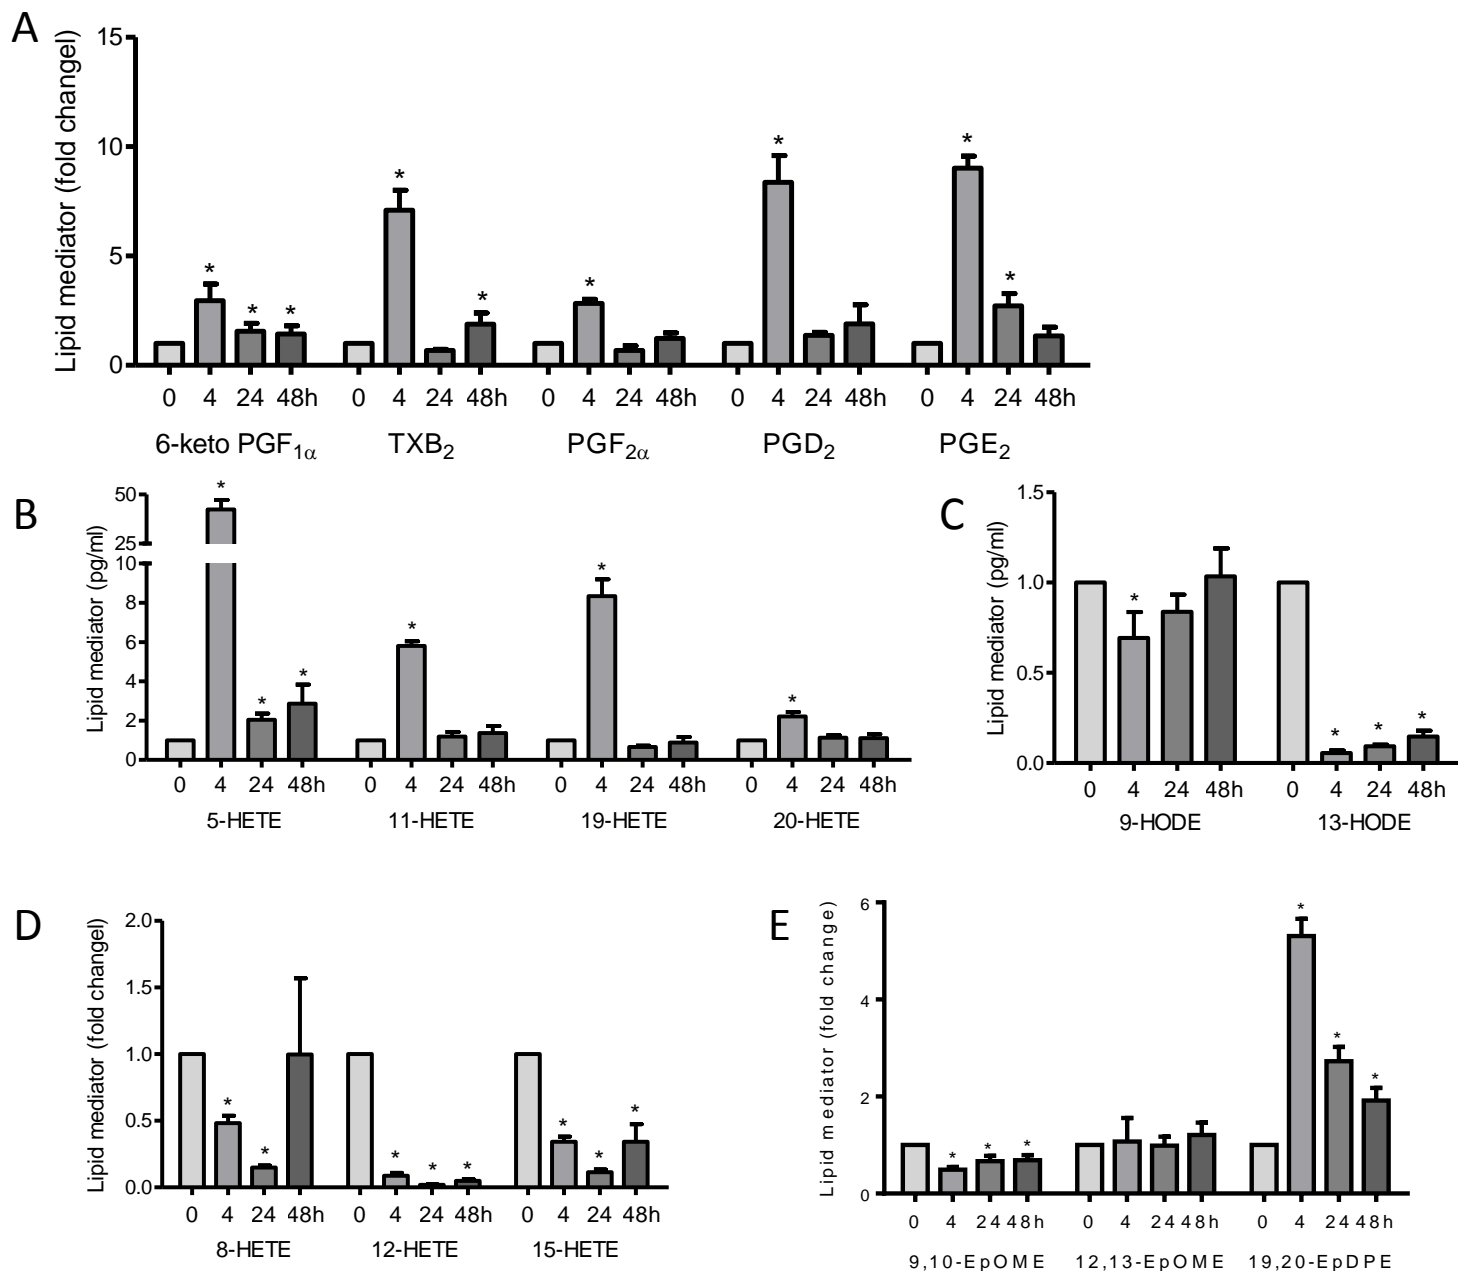 A
Lipid mediator (fold changel)
15
10
5
0
* * * * * * * * *
0 4 24 48h 0 4 24 48h 0 4 24 48h 0 4 24 48h 0 4 24 48h
6-keto PGF1α TXB2 PGF2α PGD2 PGE2
B
Lipid mediator (pg/ml)
50
25
10
8
6
4
2
0
* * * * * *
0 4 24 48h 0 4 24 48h 0 4 24 48h 0 4 24 48h
5-HETE 11-HETE 19-HETE 20-HETE
C
Lipid mediator (pg/ml)
1.5
1.0
0.5
0.0
* * * *
0 4 24 48h 0 4 24 48h
9-HODE 13-HODE
D
Lipid mediator (fold changel)
2.0
1.5
1.0
0.5
0.0
* * * * * * * *
0 4 24 48h 0 4 24 48h 0 4 24 48h
8-HETE 12-HETE 15-HETE
E
Lipid mediator (fold change)
6
4
2
0
* * * * * *
0 4 24 48h 0 4 24 48h 0 4 24 48h
9,10-EpOME 12,13-EpOME 19,20-EpDPE